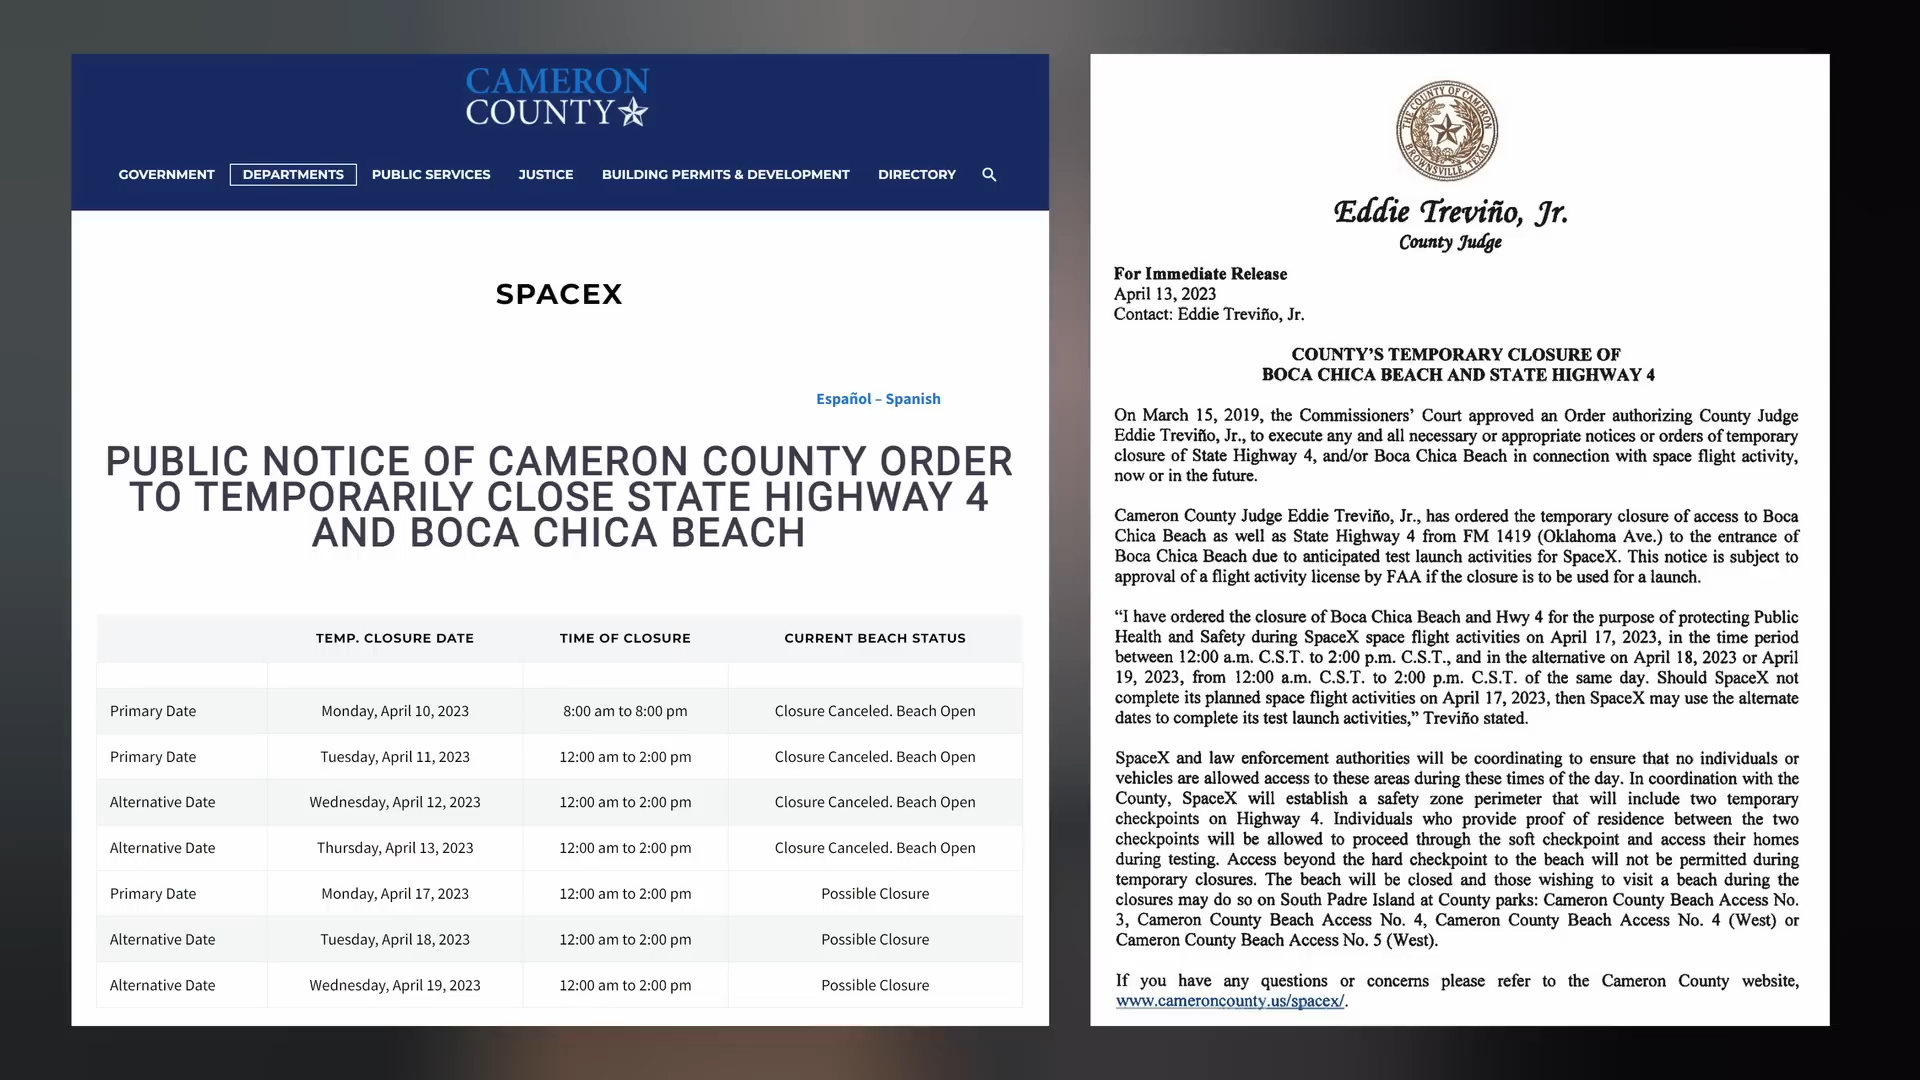 CAMERON
COUNTY
GOVERNMENT DEPARTMENTS PUBLIC SERVICES JUSTICE BUILDING PERMITS & DEVELOPMENT DIRECTORY
SPACEX
Español – Spanish
PUBLIC NOTICE OF CAMERON COUNTY ORDER
TO TEMPORARILY CLOSE STATE HIGHWAY 4
AND BOCA CHICA BEACH
TEMP. CLOSURE DATE TIME OF CLOSURE CURRENT BEACH STATUS
Primary Date Monday, April 10, 2023 8:00 am to 8:00 pm Closure Canceled. Beach Open
Primary Date Tuesday, April 11, 2023 12:00 am to 2:00 pm Closure Canceled. Beach Open
Alternative Date Wednesday, April 12, 2023 12:00 am to 2:00 pm Closure Canceled. Beach Open
Alternative Date Thursday, April 13, 2023 12:00 am to 2:00 pm Closure Canceled. Beach Open
Primary Date Monday, April 17, 2023 12:00 am to 2:00 pm Possible Closure
Alternative Date Tuesday, April 18, 2023 12:00 am to 2:00 pm Possible Closure
Alternative Date Wednesday, April 19, 2023 12:00 am to 2:00 pm Possible Closure
THE COUNTY OF CAMERON
BROWNSVILLE, TEXAS
Eddie Treviño, Jr.
County Judge
For Immediate Release
April 13, 2023
Contact: Eddie Treviño, Jr.
COUNTY'S TEMPORARY CLOSURE OF
BOCA CHICA BEACH AND STATE HIGHWAY 4
On March 15, 2019, the Commissioners' Court approved an Order authorizing County Judge
Eddie Treviño, Jr., to execute any and all necessary or appropriate notices or orders of temporary
closure of State Highway 4, and/or Boca Chica Beach in connection with space flight activity,
now or in the future.
Cameron County Judge Eddie Treviño, Jr., has ordered the temporary closure of access to Boca
Chica Beach as well as State Highway 4 from FM 1419 (Oklahoma Ave.) to the entrance of
Boca Chica Beach due to anticipated test launch activities for SpaceX. This notice is subject to
approval of a flight activity license by FAA if the closure is to be used for a launch.
“I have ordered the closure of Boca Chica Beach and Hwy 4 for the purpose of protecting Public
Health and Safety during SpaceX space flight activities on April 17, 2023, in the time period
between 12:00 a.m. C.S.T. to 2:00 p.m. C.S.T., and in the alternative on April 18, 2023 or April
19, 2023, from 12:00 a.m. C.S.T. to 2:00 p.m. C.S.T. of the same day. Should SpaceX not
complete its planned space flight activities on April 17, 2023, then SpaceX may use the alternate
dates to complete its test launch activities,” Treviño stated.
SpaceX and law enforcement authorities will be coordinating to ensure that no individuals or
vehicles are allowed access to these areas during these times of the day. In coordination with the
County, SpaceX will establish a safety zone perimeter that will include two temporary
checkpoints on Highway 4. Individuals who provide proof of residence between the two
checkpoints will be allowed to proceed through the soft checkpoint and access their homes
during testing. Access beyond the hard checkpoint to the beach will not be permitted during
temporary closures. The beach will be closed and those wishing to visit a beach during the
closures may do so on South Padre Island at County parks: Cameron County Beach Access No.
3, Cameron County Beach Access No. 4, Cameron County Beach Access No. 4 (West) or
Cameron County Beach Access No. 5 (West).
If you have any questions or concerns please refer to the Cameron County website,
www.cameroncounty.us/spacex/.